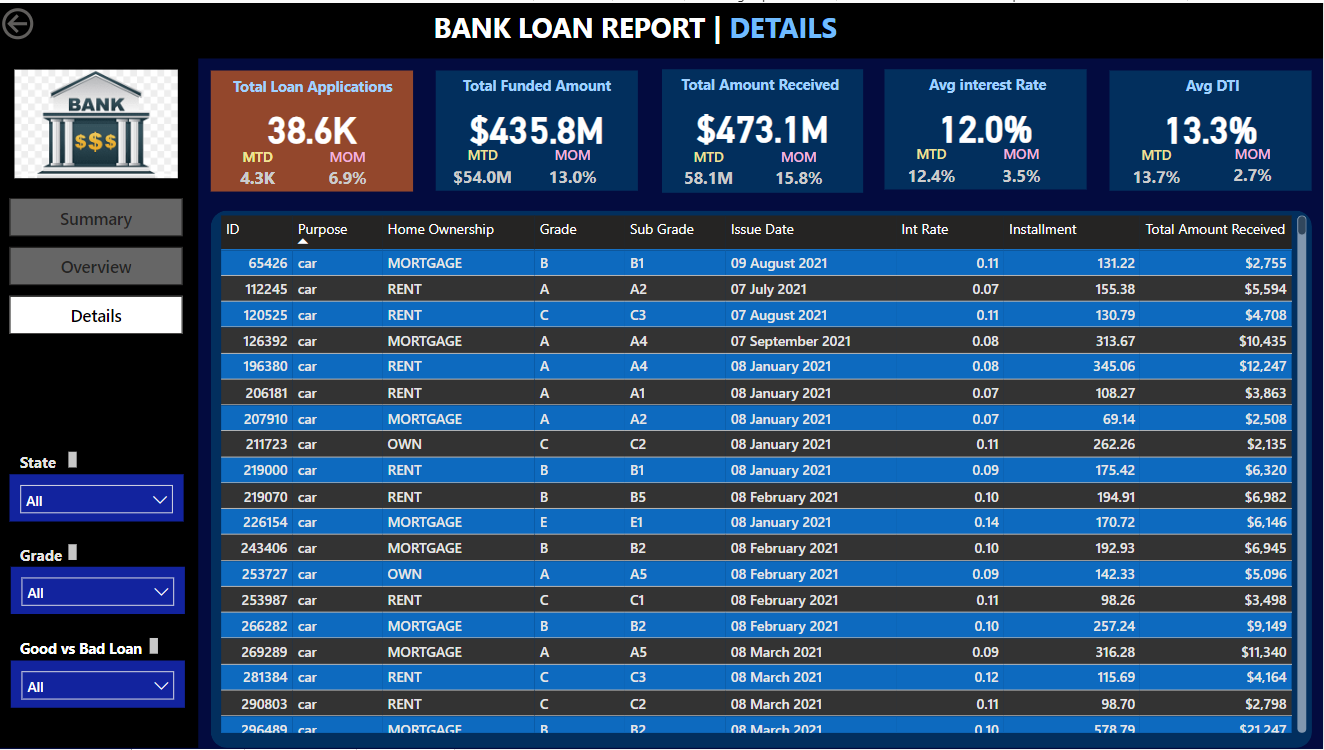 BANK LOAN REPORT | DETAILS
BANK
$$$
Summary
Overview
Details
State
All
Grade
All
Good vs Bad Loan
All
Total Loan Applications
38.6K
MTD MOM
4.3K 6.9%
Total Funded Amount
$435.8M
MTD MOM
$54.0M 13.0%
Total Amount Received
$473.1M
MTD MOM
58.1M 15.8%
Avg interest Rate
12.0%
MTD MOM
12.4% 3.5%
Avg DTI
13.3%
MTD MOM
13.7% 2.7%
ID Purpose Home Ownership Grade Sub Grade Issue Date Int Rate Installment Total Amount Received
65426 car MORTGAGE B B1 09 August 2021 0.11 131.22 $2,755
112245 car RENT A A2 07 July 2021 0.07 155.38 $5,594
120525 car RENT C C3 07 August 2021 0.11 130.79 $4,708
126392 car MORTGAGE A A4 07 September 2021 0.08 313.67 $10,435
196380 car RENT A A4 08 January 2021 0.08 345.06 $12,247
206181 car RENT A A1 08 January 2021 0.07 108.27 $3,863
207910 car MORTGAGE A A2 08 January 2021 0.07 69.14 $2,508
211723 car OWN C C2 08 January 2021 0.11 262.26 $2,135
219000 car RENT B B1 08 January 2021 0.09 175.42 $6,320
219070 car RENT B B5 08 February 2021 0.10 194.91 $6,982
226154 car MORTGAGE E E1 08 January 2021 0.14 170.72 $6,146
243406 car MORTGAGE B B2 08 February 2021 0.10 192.93 $6,945
253727 car OWN A A5 08 February 2021 0.09 142.33 $5,096
253987 car RENT C C1 08 February 2021 0.11 98.26 $3,498
266282 car MORTGAGE B B2 08 February 2021 0.10 257.24 $9,149
269289 car MORTGAGE A A5 08 March 2021 0.09 316.28 $11,340
281384 car RENT C C3 08 March 2021 0.12 115.69 $4,164
290803 car RENT C C2 08 March 2021 0.11 98.70 $2,798
296489 car MORTGAGE B B2 08 March 2021 0.10 578.79 $21,247